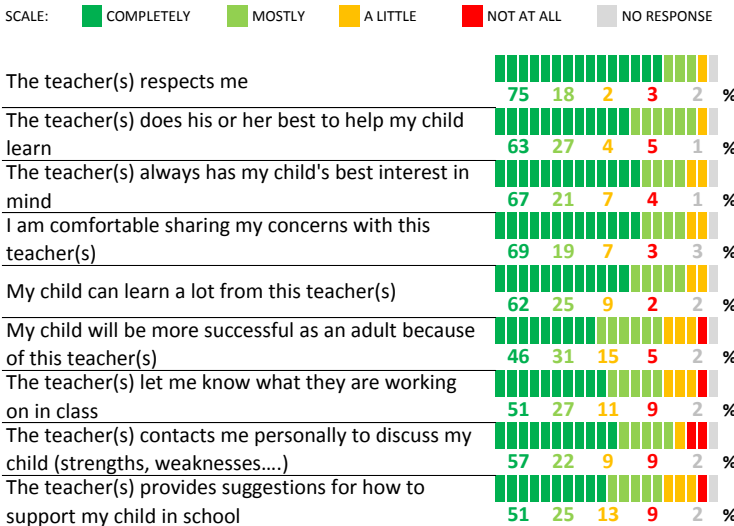 SCALE: COMPLETELY MOSTLY A LITTLE NOT AT ALL NO RESPONSE
The teacher(s) respects me
75 18 2 3 2 %
The teacher(s) does his or her best to help my child
learn
63 27 4 5 1 %
The teacher(s) always has my child's best interest in
mind
67 21 7 4 1 %
I am comfortable sharing my concerns with this
teacher(s)
69 19 7 3 3 %
My child can learn a lot from this teacher(s)
62 25 9 2 2 %
My child will be more successful as an adult because
of this teacher(s)
46 31 15 5 2 %
The teacher(s) let me know what they are working
on in class
51 27 11 9 2 %
The teacher(s) contacts me personally to discuss my
child (strengths, weaknesses....)
57 22 9 9 2 %
The teacher(s) provides suggestions for how to
support my child in school
51 25 13 9 2 %